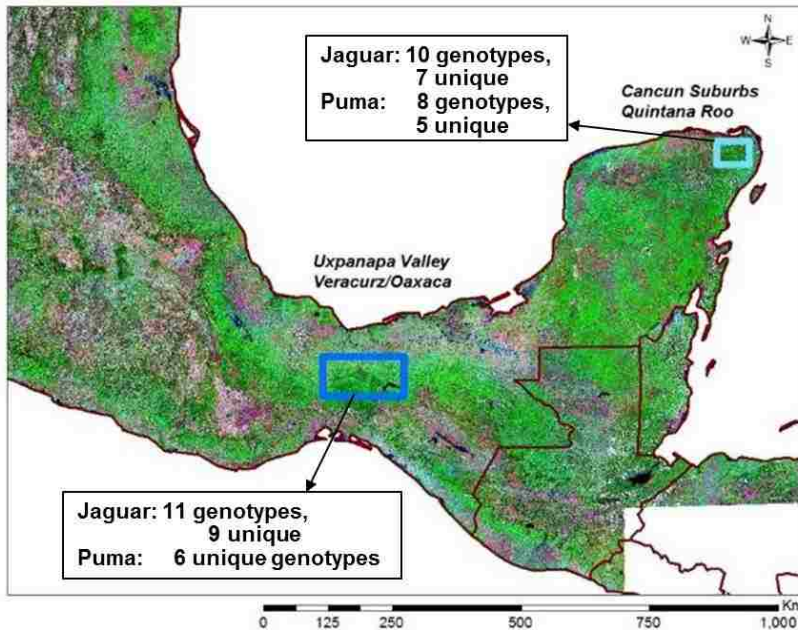 N
W E
S
Jaguar: 10 genotypes,
7 unique
Puma: 8 genotypes,
5 unique
Cancun Suburbs
Quintana Roo
Uxpanapa Valley
Veracurz/Oaxaca
Jaguar: 11 genotypes,
9 unique
Puma: 6 unique genotypes
Km
0 125 250 500 750 1,000